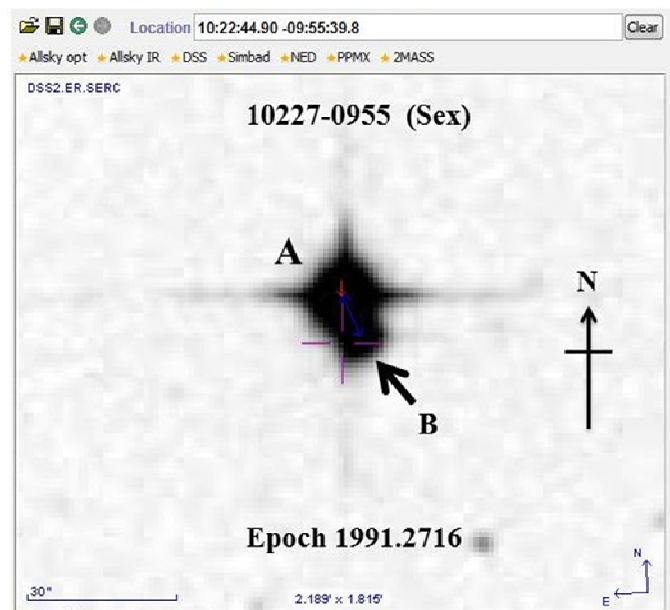 Location 10:22:44.90 -09:55:39.8 Clear
Allsky opt Allsky IR DSS Simbad NED PPMX 2MASS
DSS2.ER.SERC
10227-0955 (Sex)
A
N
B
Epoch 1991.2716
30"
2.189' x 1.815'
N
E